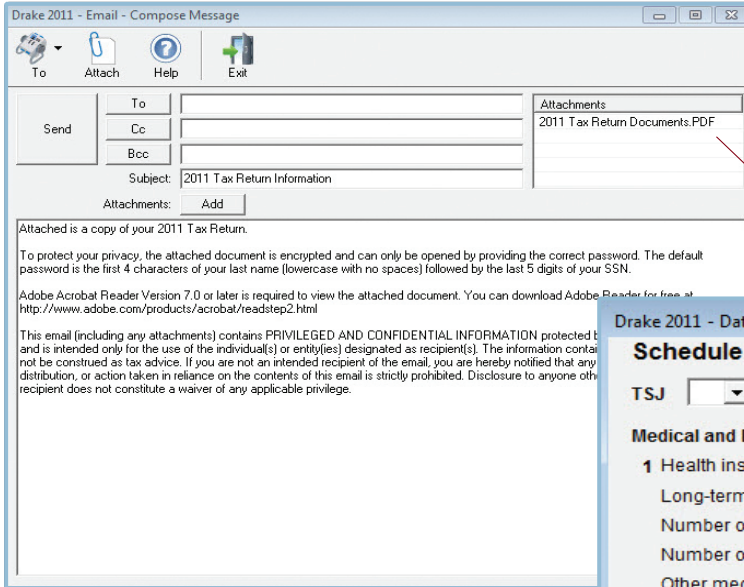 Drake 2011 - Email - Compose Message
To Attach Help Exit
Send
To
Cc
Bcc
Attachments
2011 Tax Return Documents.PDF
Subject: 2011 Tax Return Information
Attachments: Add
Attached is a copy of your 2011 Tax Return.
To protect your privacy, the attached document is encrypted and can only be opened by providing the correct password. The default
password is the first 4 characters of your last name (lowercase with no spaces) followed by the last 5 digits of your SSN.
Adobe Acrobat Reader Version 7.0 or later is required to view the attached document. You can download Adobe Reader for free at
http://www.adobe.com/products/acrobat/readstep2.html
This email (including any attachments) contains PRIVILEGED AND CONFIDENTIAL INFORMATION protected b
and is intended only for the use of the individual(s) or entity(ies) designated as recipient(s). The information contai
not be construed as tax advice. If you are not an intended recipient of the email, you are hereby notified that any
distribution, or action taken in reliance on the contents of this email is strictly prohibited. Disclosure to anyone oth
recipient does not constitute a waiver of any applicable privilege.
Drake 2011 - Dat
Schedule
TSJ
Medical and
1 Health ins
Long-term
Number o
Number o
Other med